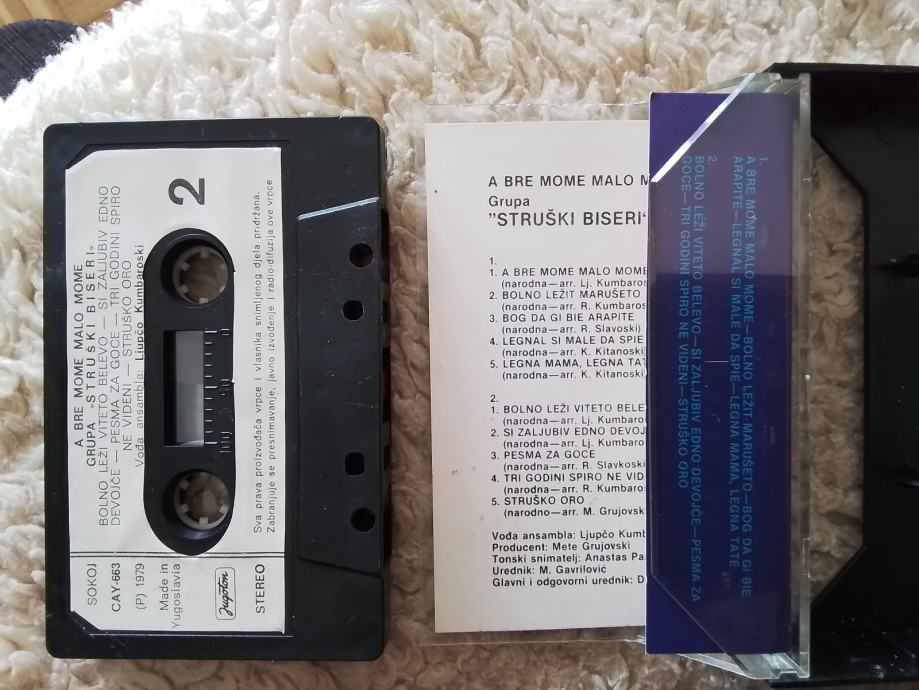 A BRE MOME MALO MOME
GRUPA »STRUŠKI BISERI«
BOLNO LEŽI VITETO BELEVO — SI ZALJUBIV EDNO
DEVOJČE — PESMA ZA GOCE — TRI GODINI SPIRO
NE VIDENI — STRUŠKO ORO
Vođa ansambla: Ljupčo Kumbaroski
2
0
50
100
Sva prava proizvođača vrpce i vlasnika snimljenog djela pridržana.
Zabranjuje se presnimavanje, javno izvođenje i radio-difuzija ove vrpce
SOKOJ
CAY-663
(P) 1979
Made in
Yugoslavia
Jugoton
STEREO
A BRE MOME MALO M
Grupa
"STRUŠKI BISERI"
1.
1. A BRE MOME MALO MOME
(narodna—arr. Lj. Kumbaros
2. BOLNO LEŽIT MARUŠETO
(narodna—arr. R. Kumbaros
3. BOG DA GI BIE ARAPITE
(narodna—arr. R. Slavoski)
4. LEGNAL SI MALE DA SPIE
(narodna—arr. K. Kitanoski
5. LEGNA MAMA, LEGNA TAT
(narodna—arr. K. Kitanoski
2.
1. BOLNO LEŽI VITETO BELE
(narodna—arr. Lj. Kumbaro
2. SI ZALJUBIV EDNO DEVOJ
(narodna—arr. Lj. Kumbaro
3. PESMA ZA GOCE
(narodna—arr. R. Slavkoski
4. TRI GODINI SPIRO NE VID
(narodna—arr. R. Kumbaros
5. STRUŠKO ORO
(narodno—arr. M. Grujovsk
Vođa ansambla: Ljupčo Kumb
Producent: Mete Grujovski
Tonski snimatelj: Anastas Pa
Urednik: M. Gavrilović
Glavni i odgovorni urednik: D
1.
A BRE MOME MALO MOME—BOLNO LEŽIT MARUŠETO—BOG DA GI BIE
ARAPITE—LEGNAL SI MALE DA SPIE—LEGNA MAMA, LEGNA TATE
2.
BOLNO LEŽI VITETO BELEVO—SI ZALJUBIV EDNO DEVOJČE—PESMA ZA
GOCE—TRI GODINI SPIRO NE VIDENI—STRUŠKO ORO